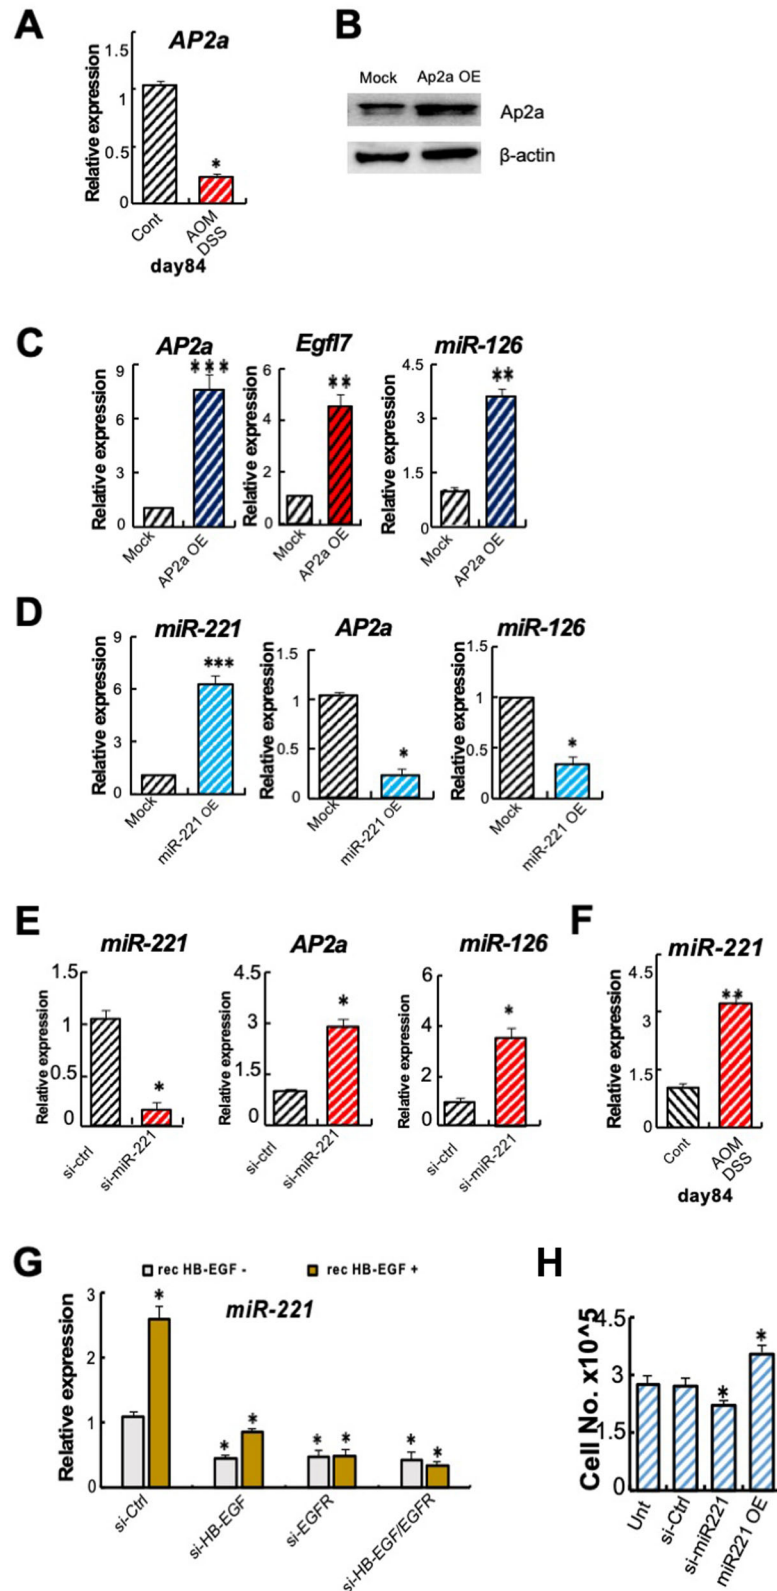 A
AP2a
Relative expression
1.5
1
0.5
0
*
Cont
AOM
DSS
day84
B
Mock Ap2a OE
Ap2a
β-actin
C
AP2a
Relative expression
9
6
3
0
***
Mock
AP2a OE
Egfl7
Relative expression
6
4
2
0
**
Mock
AP2a OE
miR-126
Relative expression
4.5
3
1.5
0
**
Mock
AP2a OE
D
miR-221
Relative expression
9
6
3
0
***
Mock
miR-221 OE
AP2a
Relative expression
1.5
1
0.5
0
*
Mock
miR-221 OE
miR-126
Relative expression
1.5
1
0.5
0
*
Mock
miR-221 OE
E
miR-221
Relative expression
1.5
1
0.5
0
*
si-ctrl
si-miR-221
AP2a
Relative expression
4.5
3
1.5
0
*
si-ctrl
si-miR-221
miR-126
Relative expression
6
4
2
0
*
si-ctrl
si-miR-221
F
miR-221
Relative expression
4.5
3
1.5
0
**
Cont
AOM
DSS
day84
G
rec HB-EGF - rec HB-EGF +
miR-221
Relative expression
3
2
1
0
*
* *
* *
* *
si-Ctrl
si-HB-EGF
si-EGFR
si-HB-EGF/EGFR
H
Cell No. x10^5
4.5
3
1.5
0
*
*
Unt
si-Ctrl
si-miR221
miR221 OE